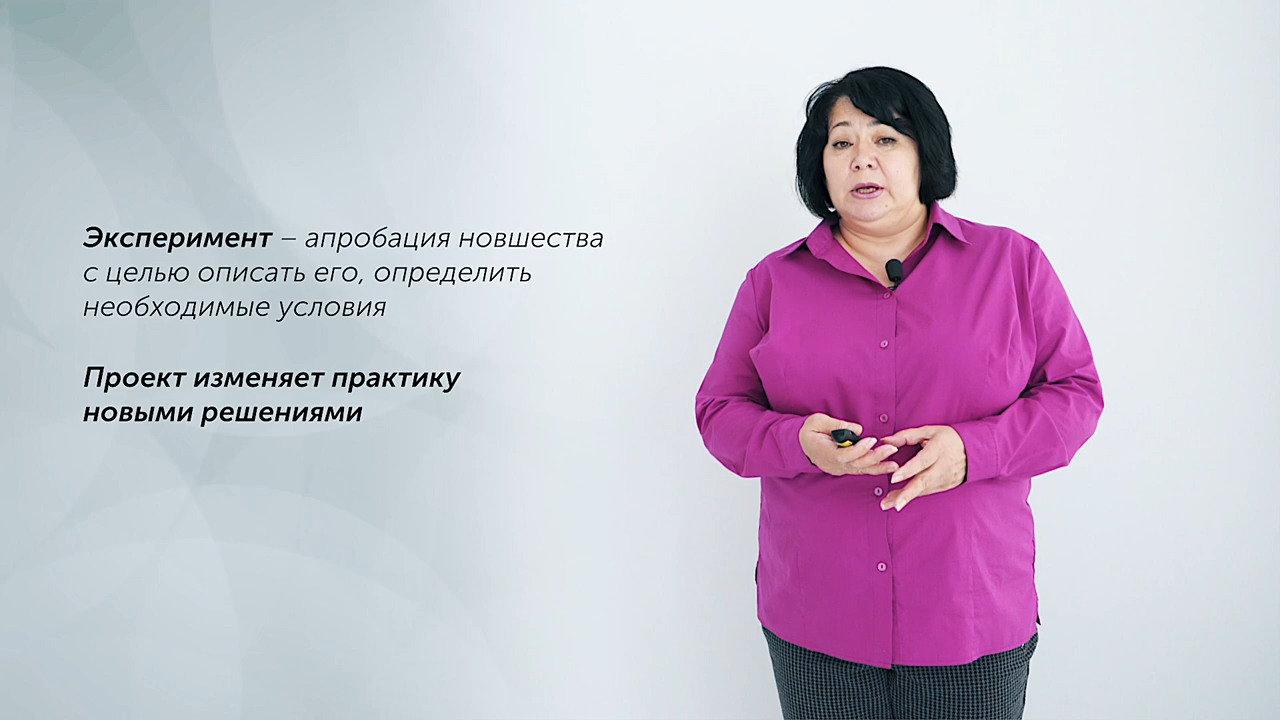 Эксперимент – апробация новшества
с целью описать его, определить
необходимые условия
Проект изменяет практику
новыми решениями